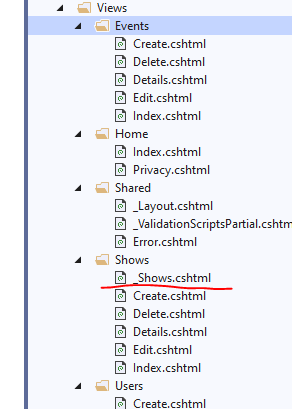 Views
Events
Create.cshtml
Delete.cshtml
Details.cshtml
Edit.cshtml
Index.cshtml
Home
Index.cshtml
Privacy.cshtml
Shared
_Layout.cshtml
_ValidationScriptsPartial.cshtml
Error.cshtml
Shows
_Shows.cshtml
Create.cshtml
Delete.cshtml
Details.cshtml
Edit.cshtml
Index.cshtml
Users
Create.cshtml